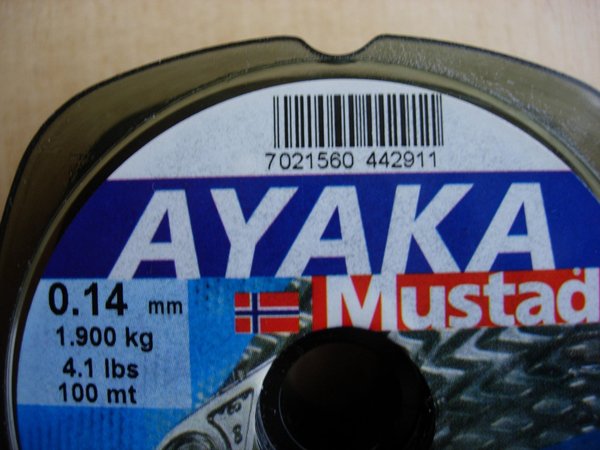 7021560 442911
AYAKA
Mustad
0.14 mm
1.900 kg
4.1 lbs
100 mt